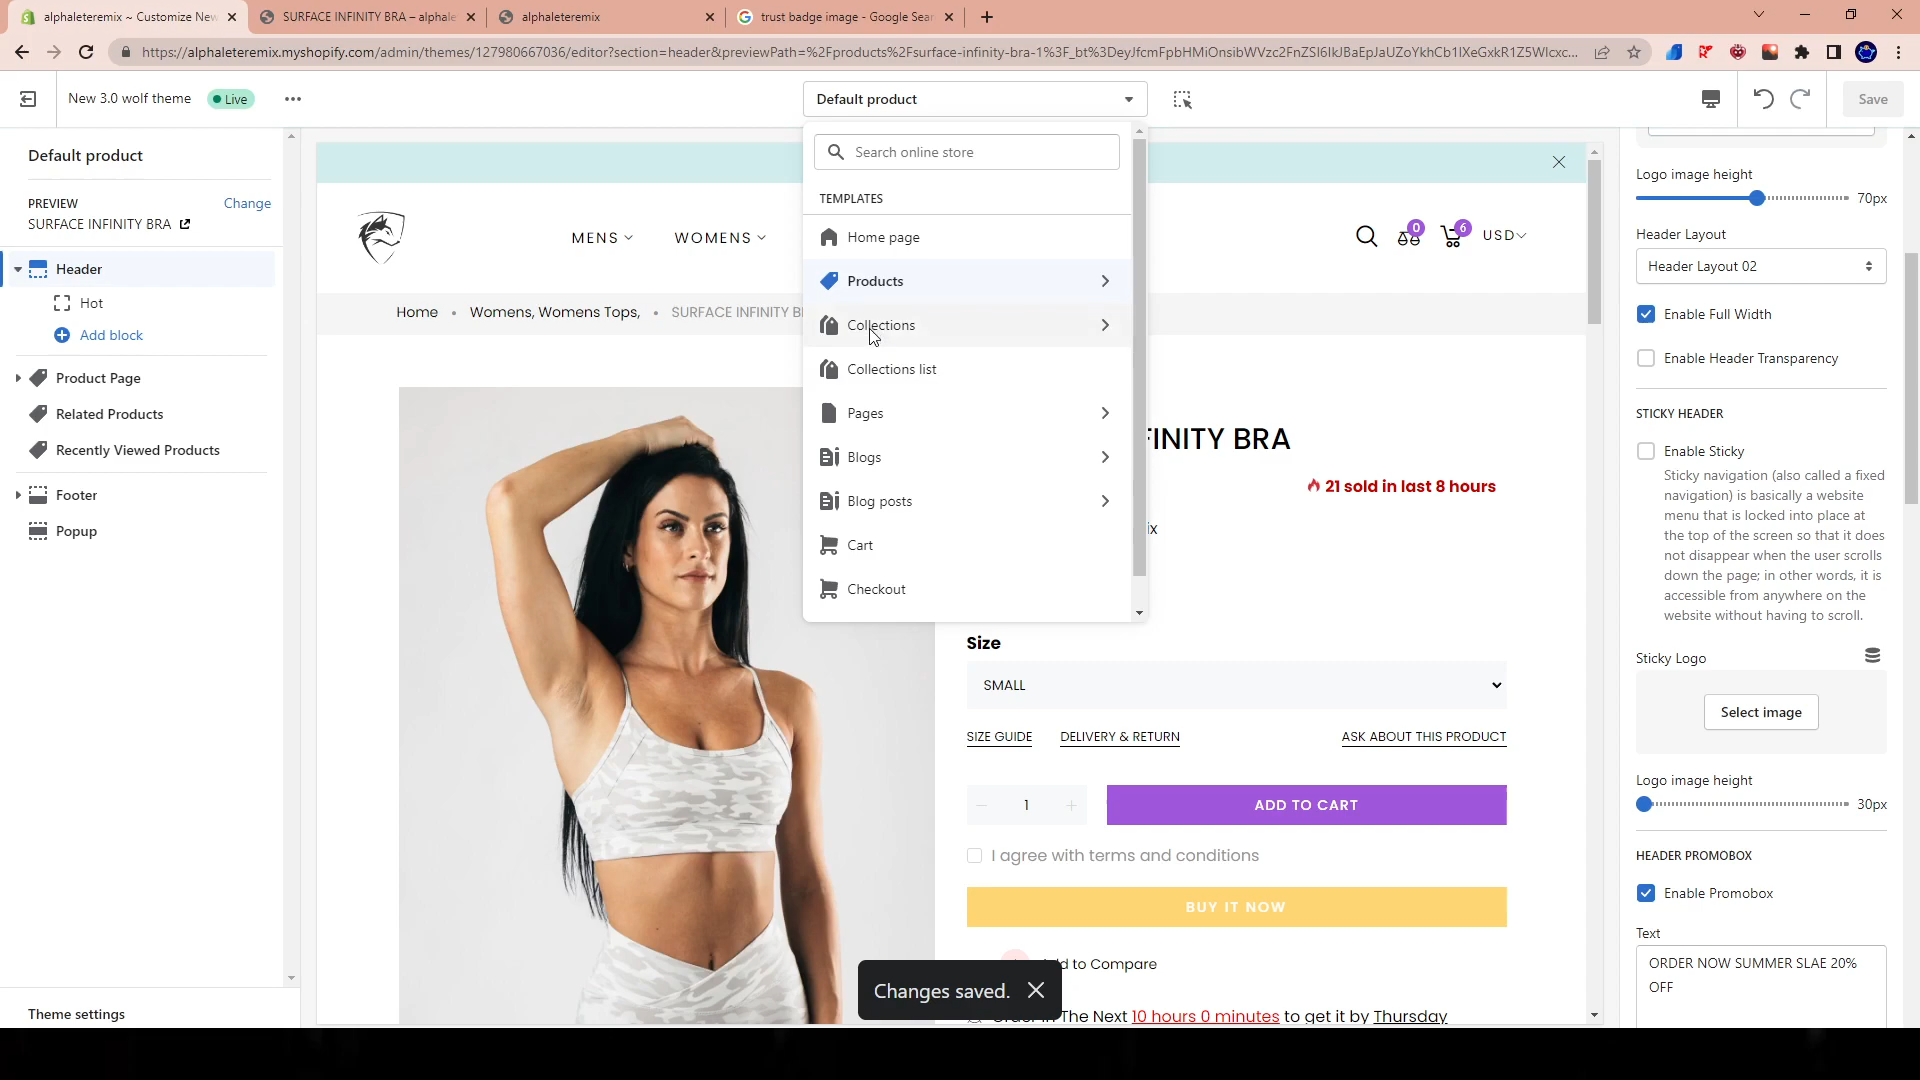 alphaleteremix ~ Customize New
SURFACE INFINITY BRA – alphale
alphaleteremix
trust badge image - Google Sear
https://alphaleteremix.myshopify.com/admin/themes/127980667036/editor?section=header&previewPath=%2Fproducts%2Fsurface-infinity-bra-1%3F_bt%3DeyJfcmFpbHMiOnsibWVzc2FnZSI6IkJBaEpJaUZoYkhCb1lXeGxkR1Z5Wlcxc...
New 3.0 wolf theme
Live
Default product
Save
Default product
PREVIEW
Change
SURFACE INFINITY BRA
Header
Hot
Add block
Product Page
Related Products
Recently Viewed Products
Footer
Popup
Theme settings
Search online store
TEMPLATES
Home page
Products
Collections
Collections list
Pages
Blogs
Blog posts
Cart
Checkout
MENS
WOMENS
0
6
USD
Home • Womens, Womens Tops, • SURFACE INFINITY B
FINITY BRA
21 sold in last 8 hours
ix
Size
SMALL
SIZE GUIDE
DELIVERY & RETURN
ASK ABOUT THIS PRODUCT
1
ADD TO CART
I agree with terms and conditions
BUY IT NOW
d to Compare
Changes saved.
The Next 10 hours 0 minutes to get it by Thursday
Logo image height
70px
Header Layout
Header Layout 02
Enable Full Width
Enable Header Transparency
STICKY HEADER
Enable Sticky
Sticky navigation (also called a fixed
navigation) is basically a website
menu that is locked into place at
the top of the screen so that it does
not disappear when the user scrolls
down the page; in other words, it is
accessible from anywhere on the
website without having to scroll.
Sticky Logo
Select image
Logo image height
30px
HEADER PROMOBOX
Enable Promobox
Text
ORDER NOW SUMMER SLAE 20%
OFF